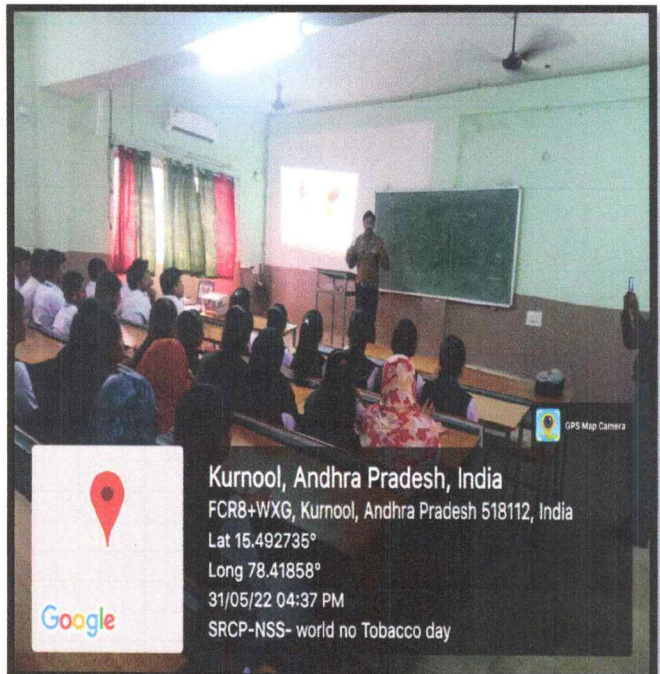 GPS Map Camera
Kurnool, Andhra Pradesh, India
FCR8+WXG, Kurnool, Andhra Pradesh 518112, India
Lat 15.492735°
Long 78.41858°
31/05/22 04:37 PM
Google
SRCP-NSS- world no Tobacco day